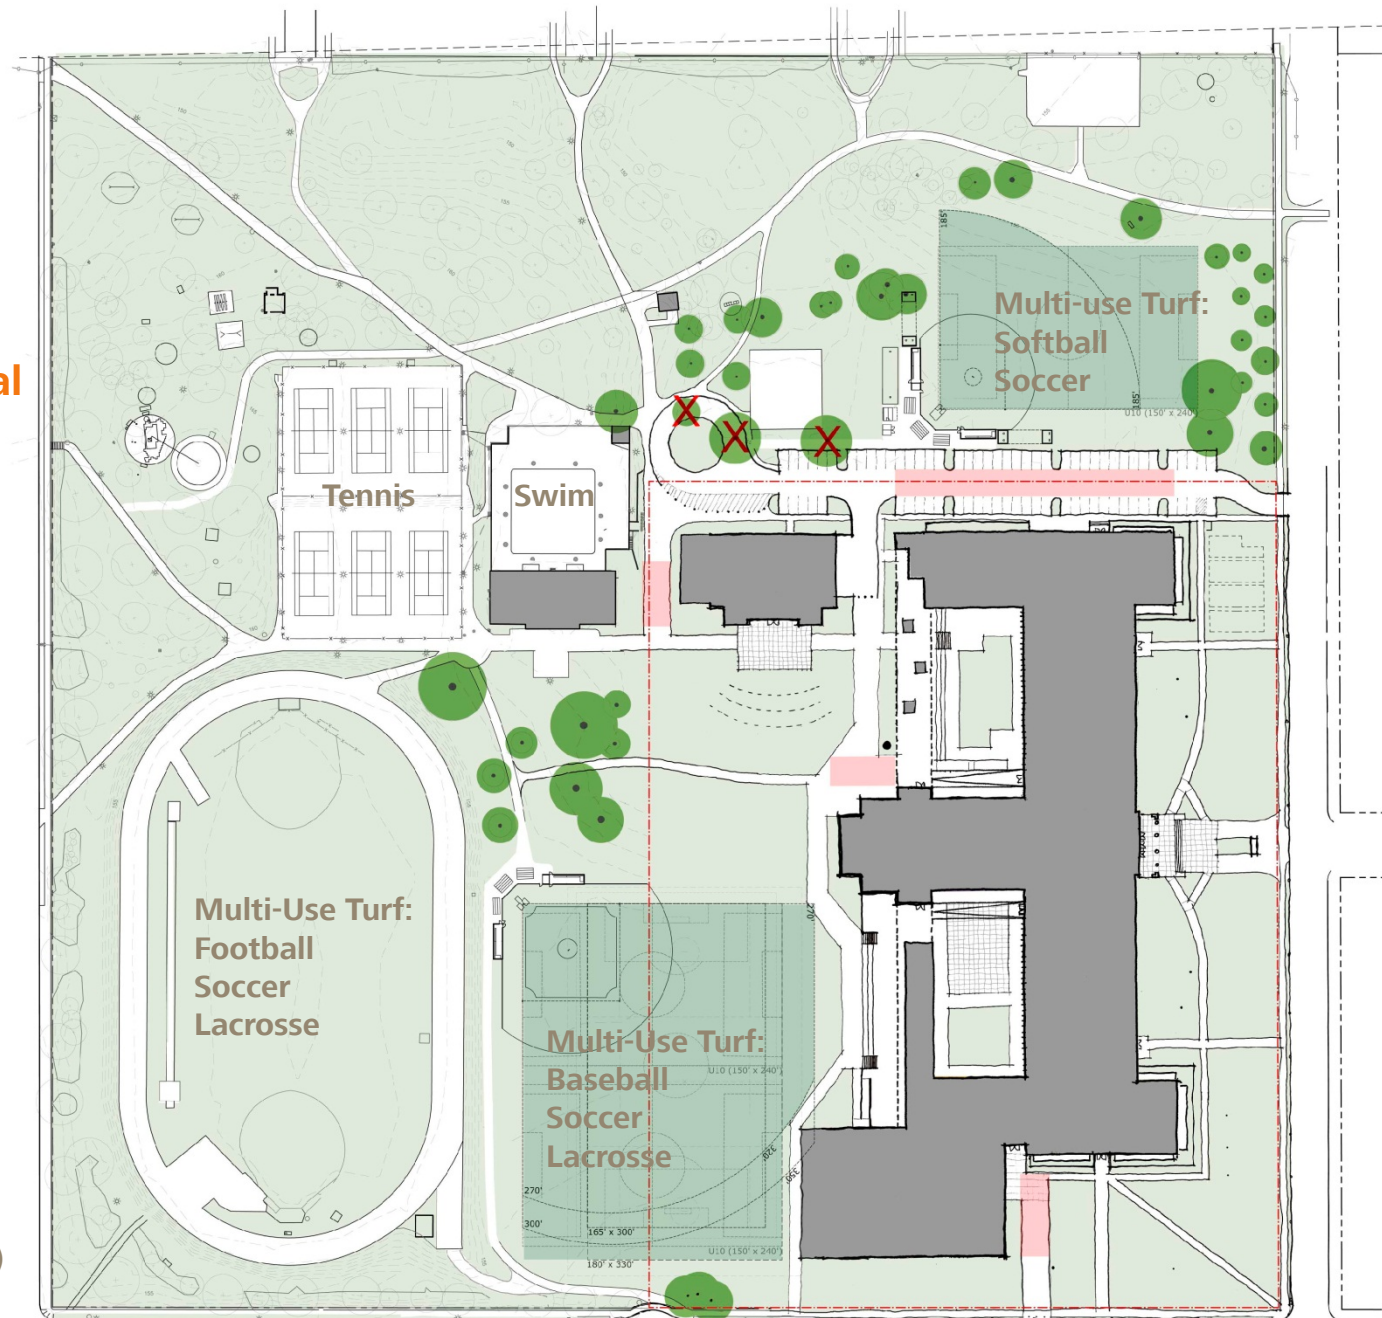 185'
Multi-use Turf:
Softball
Soccer
185'
U10 (150' x 240')
al
Tennis
Swim
Multi-Use Turf:
Football
Soccer
Lacrosse
270'
Multi-Use Turf:
Baseball
Soccer
Lacrosse
U10 (150' x 240')
320'
350'
270'
300'
165' x 300'
U10 (150' x 240')
180' x 330'
)